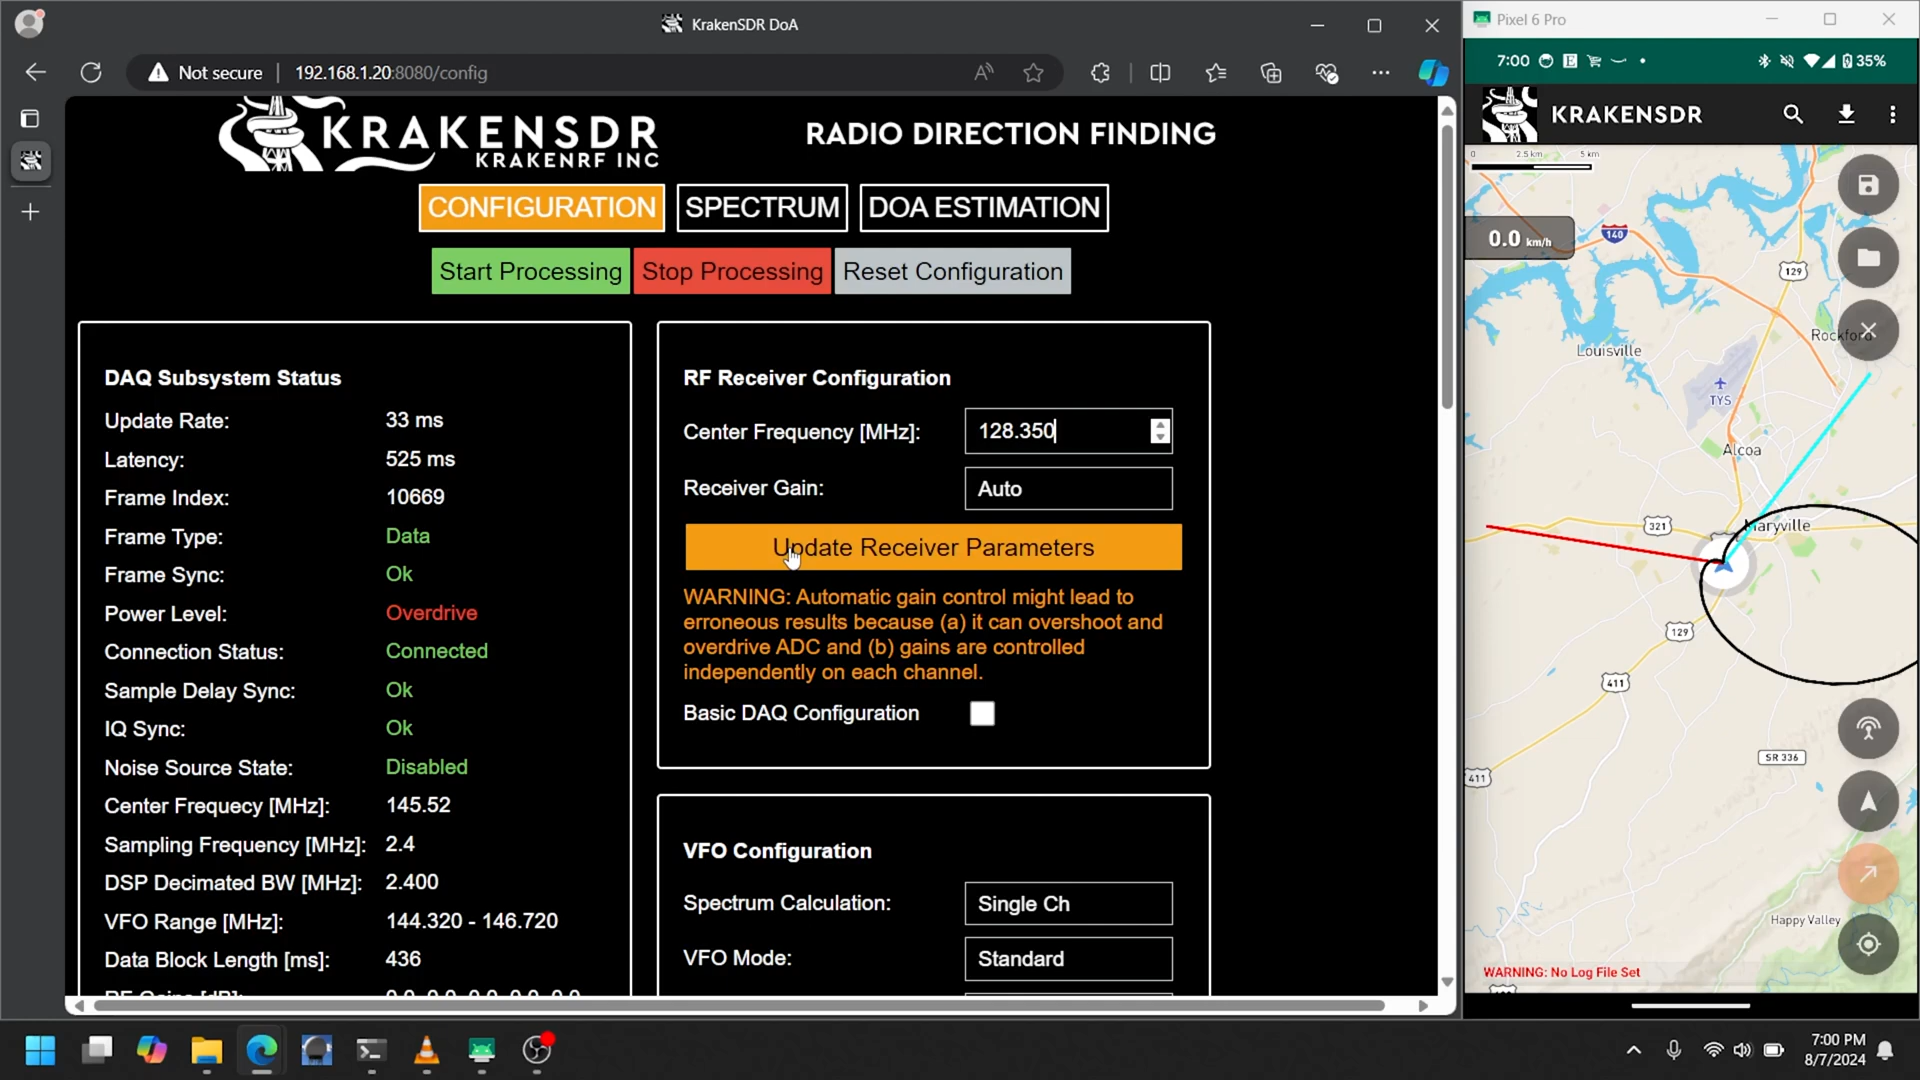 KrakenSDR DoA
Not secure
192.168.1.20:8080/config
KRAKENSDR
KRAKENRF INC
RADIO DIRECTION FINDING
CONFIGURATION
SPECTRUM
DOA ESTIMATION
Start Processing
Stop Processing
Reset Configuration
DAQ Subsystem Status
Update Rate: 33 ms
Latency: 525 ms
Frame Index: 10669
Frame Type: Data
Frame Sync: Ok
Power Level: Overdrive
Connection Status: Connected
Sample Delay Sync: Ok
IQ Sync: Ok
Noise Source State: Disabled
Center Frequecy [MHz]: 145.52
Sampling Frequency [MHz]: 2.4
DSP Decimated BW [MHz]: 2.400
VFO Range [MHz]: 144.320 - 146.720
Data Block Length [ms]: 436
RF Receiver Configuration
Center Frequency [MHz]: 128.350
Receiver Gain: Auto
Update Receiver Parameters
WARNING: Automatic gain control might lead to
erroneous results because (a) it can overshoot and
overdrive ADC and (b) gains are controlled
independently on each channel.
Basic DAQ Configuration
VFO Configuration
Spectrum Calculation: Single Ch
VFO Mode: Standard
Pixel 6 Pro
7:00
35%
KRAKENSDR
0 2.5 km 5 km
0.0 km/h
140
129
Rockford
Louisville
TYS
Alcoa
321
Maryville
129
411
SR 336
411
Happy Valley
WARNING: No Log File Set
7:00 PM
8/7/2024